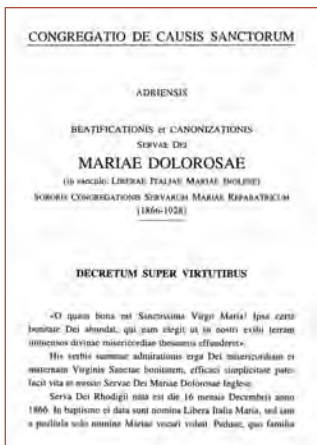 CONGREGATIO DE CAUSIS SANCTORUM
ADRIENSIS
BEATIFICATIONIS et CANONIZATIONIS
SERVAE DEI
MARIAE DOLOROSAE
(in saeculo: LIBERAE ITALIAE MARIAE INGLESE)
SORORIS CONGREGATIONIS SERVARUM MARIAE REPARATRICUM
(1866-1928)
DECRETUM SUPER VIRTUTIBUS
«O quam bona est Sanctissima Virgo Maria! Ipsa certe
bonitate Dei abundat, qui eam elegit ut in nostri exilii terram
immensos divinae misericordiae thesauros effunderet».
His verbis summae admirationis erga Dei misericordiam et
maternam Virginis Sanctae bonitatem, efficaci simplicitate pate-
facit vita et missio Servae Dei Mariae Dolorosae Inglese.
Serva Dei Rhodigii nata est die 16 mensis Decembris anno
1866. In baptismo ei data sunt nomina Libera Italia Maria, sed iam
a puellula solo nomine Mariae vocari voluit. Paduae, quo familia